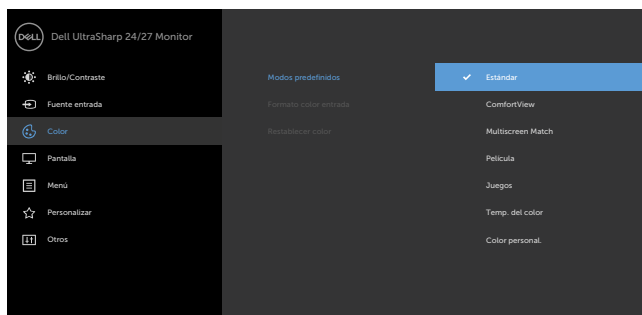 DELL Dell UltraSharp 24/27 Monitor
Brillo/Contraste Modos predefinidos Estándar
Fuente entrada Formato color entrada ComfortView
Color Restablecer color Multiscreen Match
Pantalla Película
Menú Juegos
Personalizar Temp. del color
Otros Color personal.